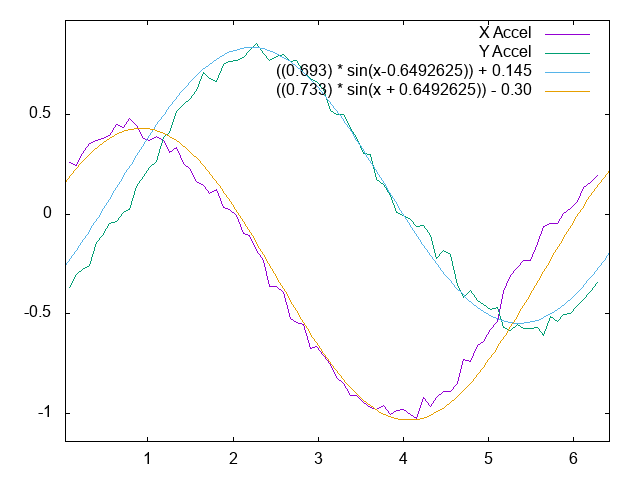 X Accel
Y Accel
((0.693) * sin(x-0.6492625)) + 0.145
((0.733) * sin(x + 0.6492625)) - 0.30
0.5
0
-0.5
-1
1 2 3 4 5 6